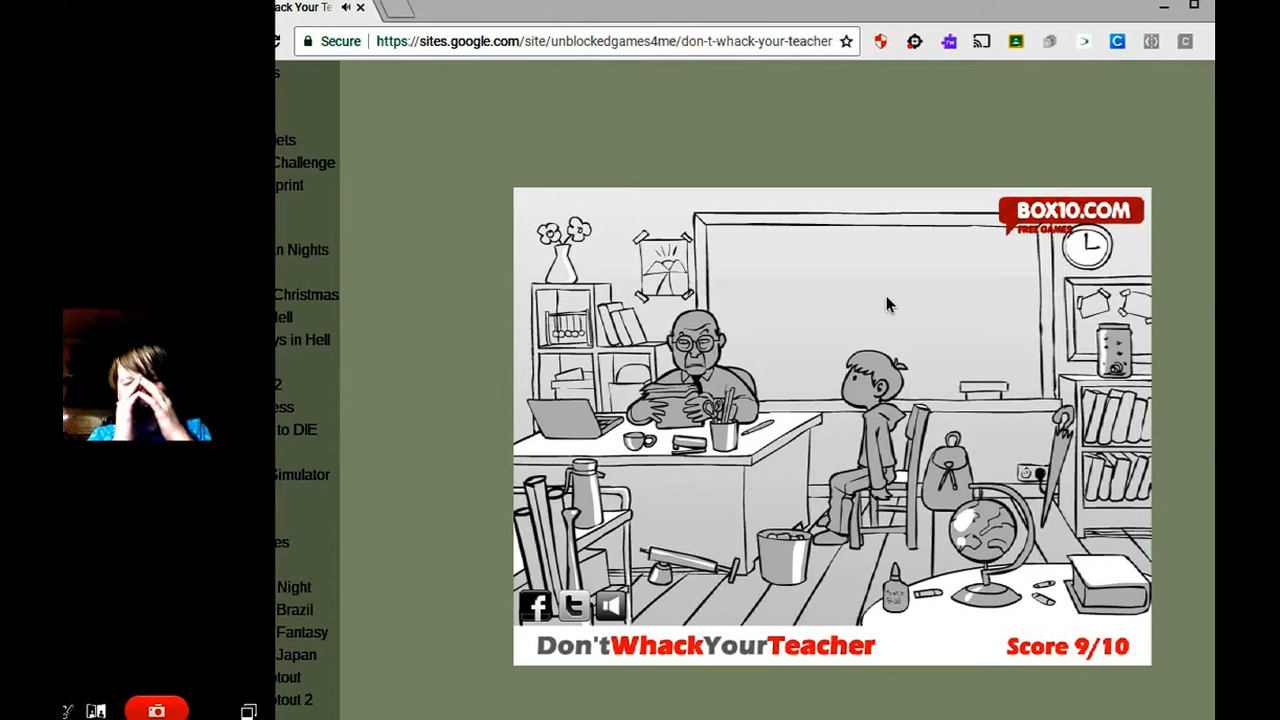 ack Your Te
Secure
https://sites.google.com/site/unblockedgames4me/don-t-whack-your-teacher
s
lets
Challenge
print
n Nights
Christmas
ell
ys in Hell
2
ess
to DIE
Simulator
es
Night
Brazil
Fantasy
Japan
tout
tout 2
BOX10.COM
FREE GAMES
DON'TWhackYourTeacher
Score 9/10